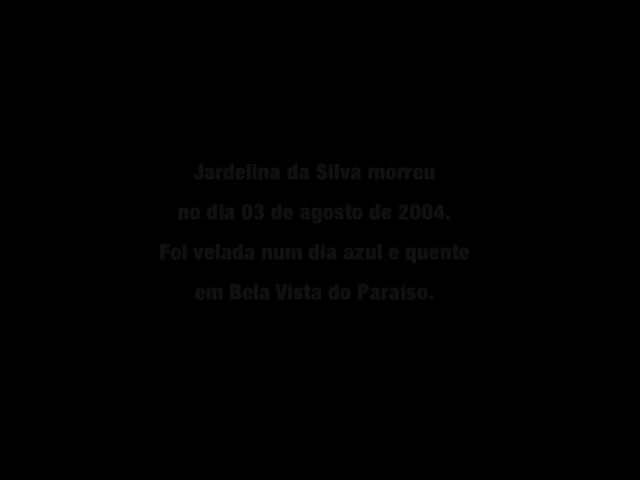 Jardelina da Silva morreu
no dia 03 de agosto de 2004.
Foi velada num dia azul e quente
em Bela Vista do Paraíso.